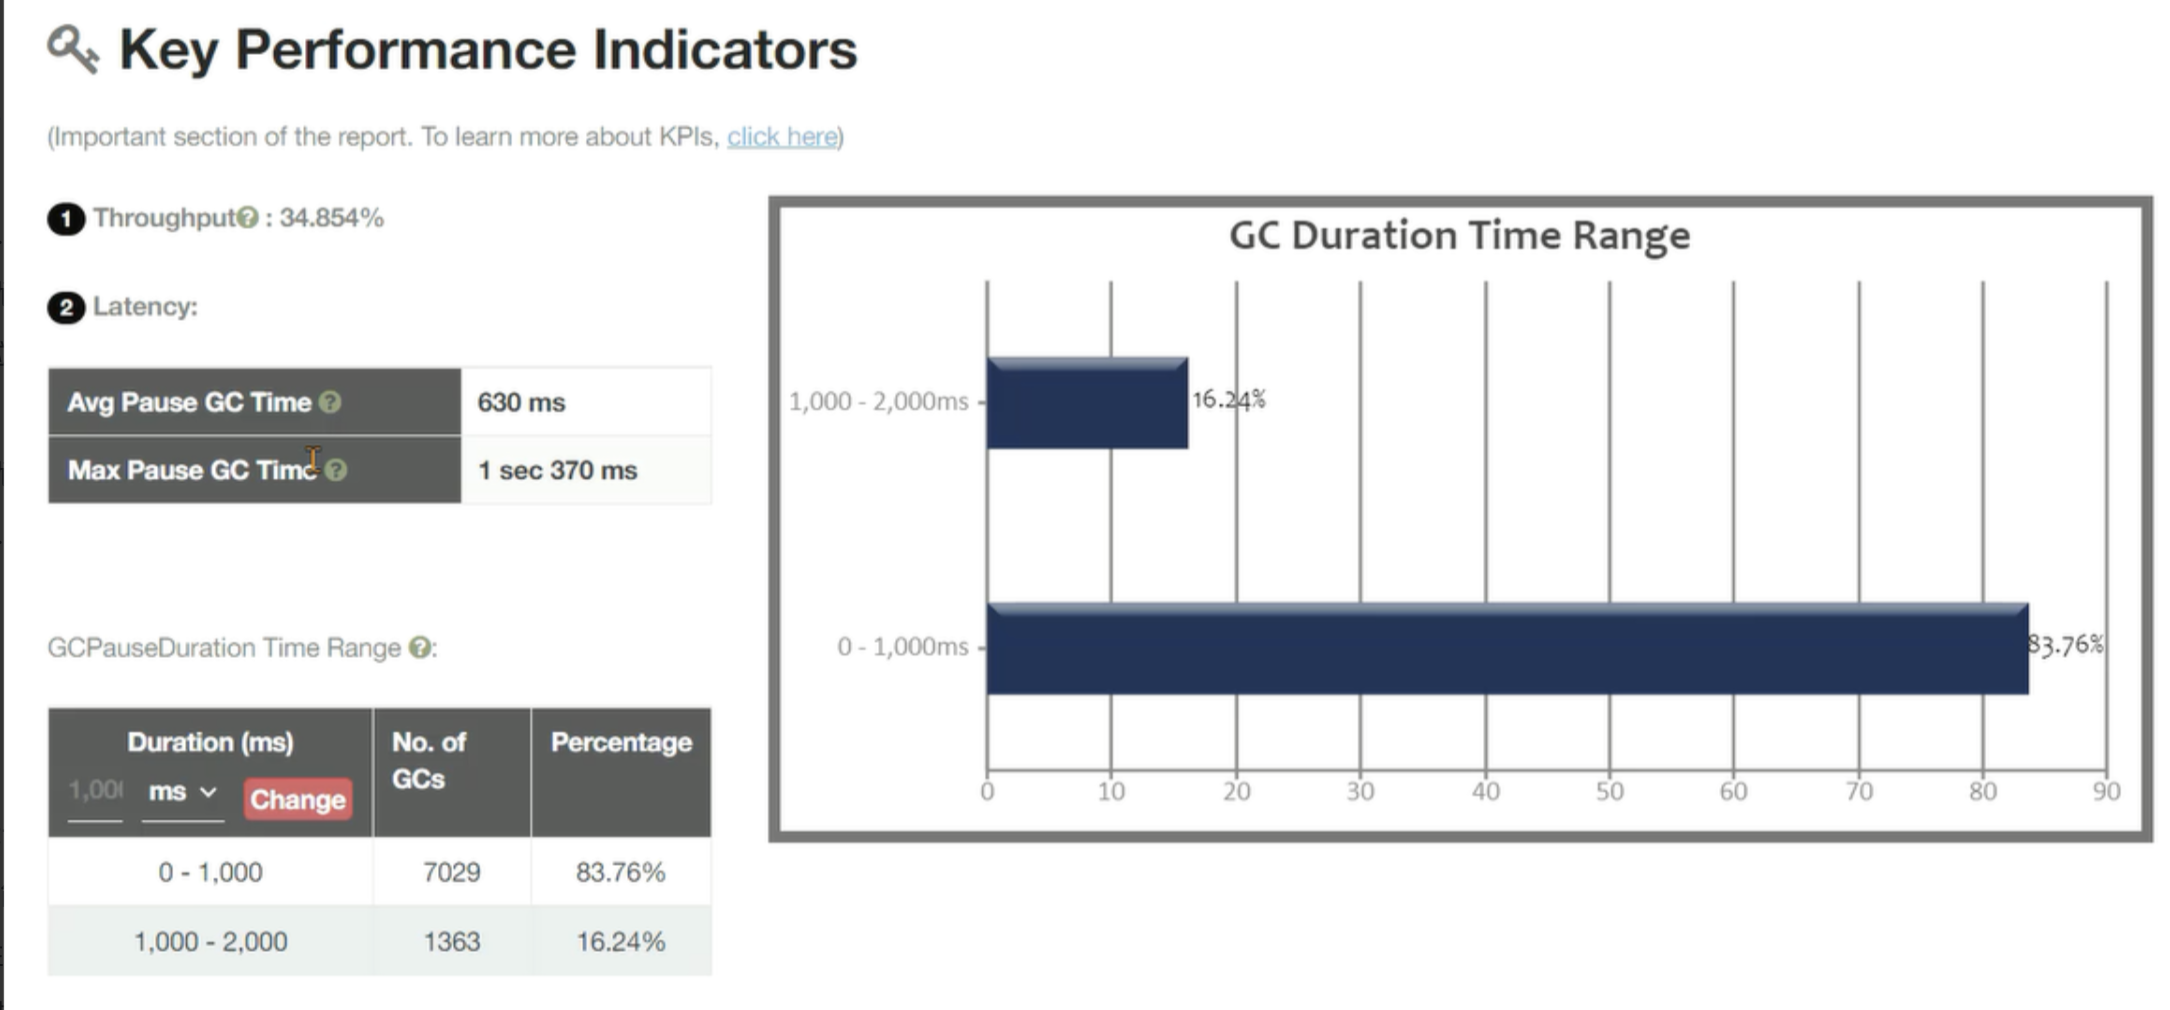 Key Performance Indicators
(Important section of the report. To learn more about KPIs, click here)
1 Throughput? : 34.854%
2 Latency:
Avg Pause GC Time ? 630 ms
Max Pause GC Time ? 1 sec 370 ms
GCPauseDuration Time Range ?:
Duration (ms) No. of GCs Percentage
ms Change
0 - 1,000 7029 83.76%
1,000 - 2,000 1363 16.24%
GC Duration Time Range
1,000 - 2,000ms 16.24%
0 - 1,000ms 83.76%
0 10 20 30 40 50 60 70 80 90